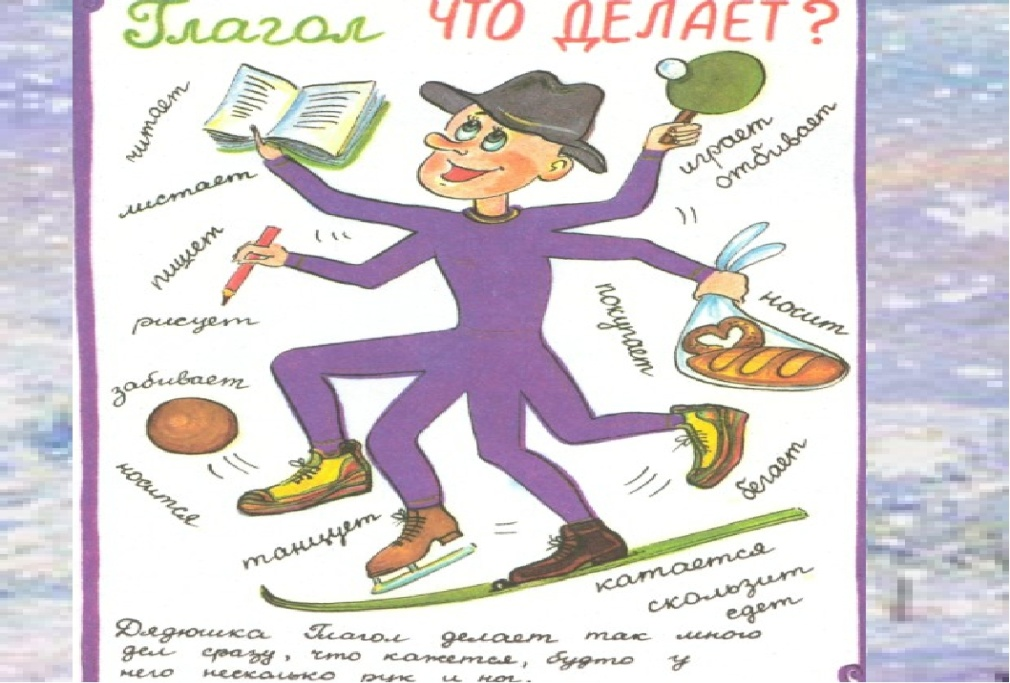 Глагол ЧТО ДЕЛАЕТ?
читает
листает
пишет
рисует
забивает
носится
танцует
играет
отбивает
носит
покупает
бегает
катается
скользит
едет
Дядюшка Глагол делает так много
дел сразу, что кажется, будто у
него несколько рук и ног.